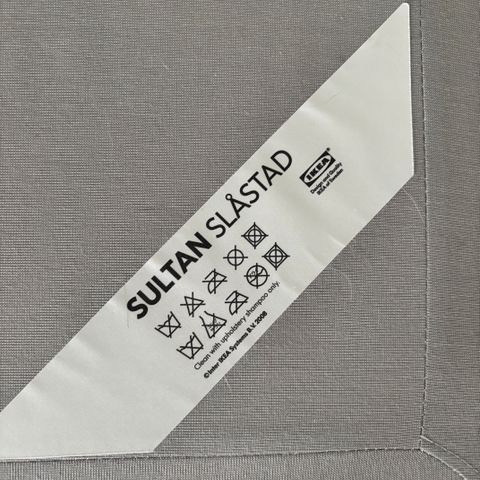 SULTAN SLÅSTAD
IKEA
Design and Quality
IKEA of Sweden
Clean with upholstery shampoo only.
© Inter IKEA Systems B.V. 2008